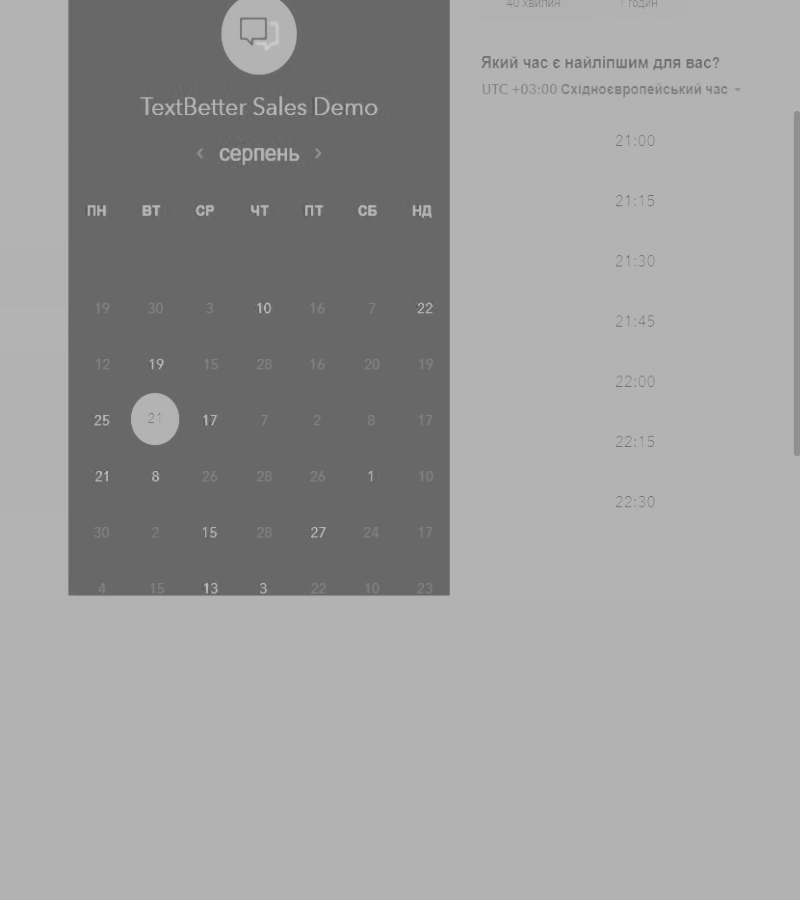 TextBetter Sales Demo
серпень
ПН ВТ СР ЧТ ПТ СБ НД
19 30 3 10 16 7 22
12 19 15 28 16 20 19
25 21 17 7 2 8 17
21 8 26 28 26 1 10
30 2 15 28 24 17
27
4 15 13 3 22 10 23
40 хвилин 1 годин
Який час є найліпшим для вас?
UTC +03:00 Східноєвропейський час
21:00
21:15
21:30
21:45
22:00
22:15
22:30